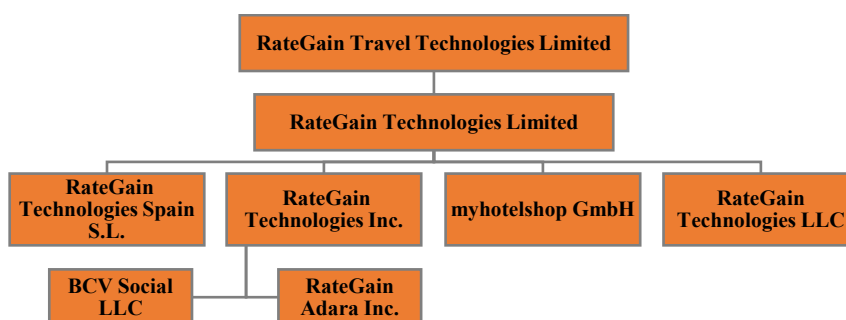 RateGain Travel Technologies Limited
RateGain Technologies Limited
RateGain
Technologies Spain
S.L.
RateGain
Technologies Inc.
myhotelshop GmbH
RateGain
Technologies LLC
BCV Social
LLC
RateGain
Adara Inc.